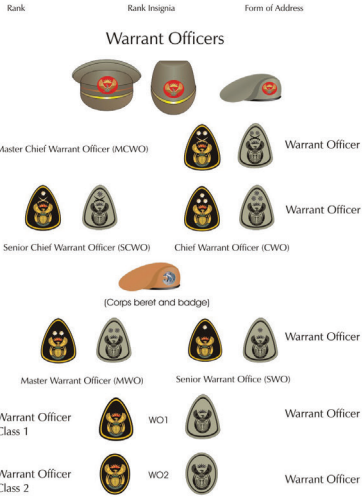 Rank Rank Insignia Form of Address
Warrant Officers
Master Chief Warrant Officer (MCWO) Warrant Officer
Warrant Officer
Senior Chief Warrant Officer (SCWO) Chief Warrant Officer (CWO)
(Corps beret and badge)
Warrant Officer
Master Warrant Officer (MWO) Senior Warrant Office (SWO)
Warrant Officer
Class 1
WO1
Warrant Officer
Warrant Officer
Class 2
WO2
Warrant Officer